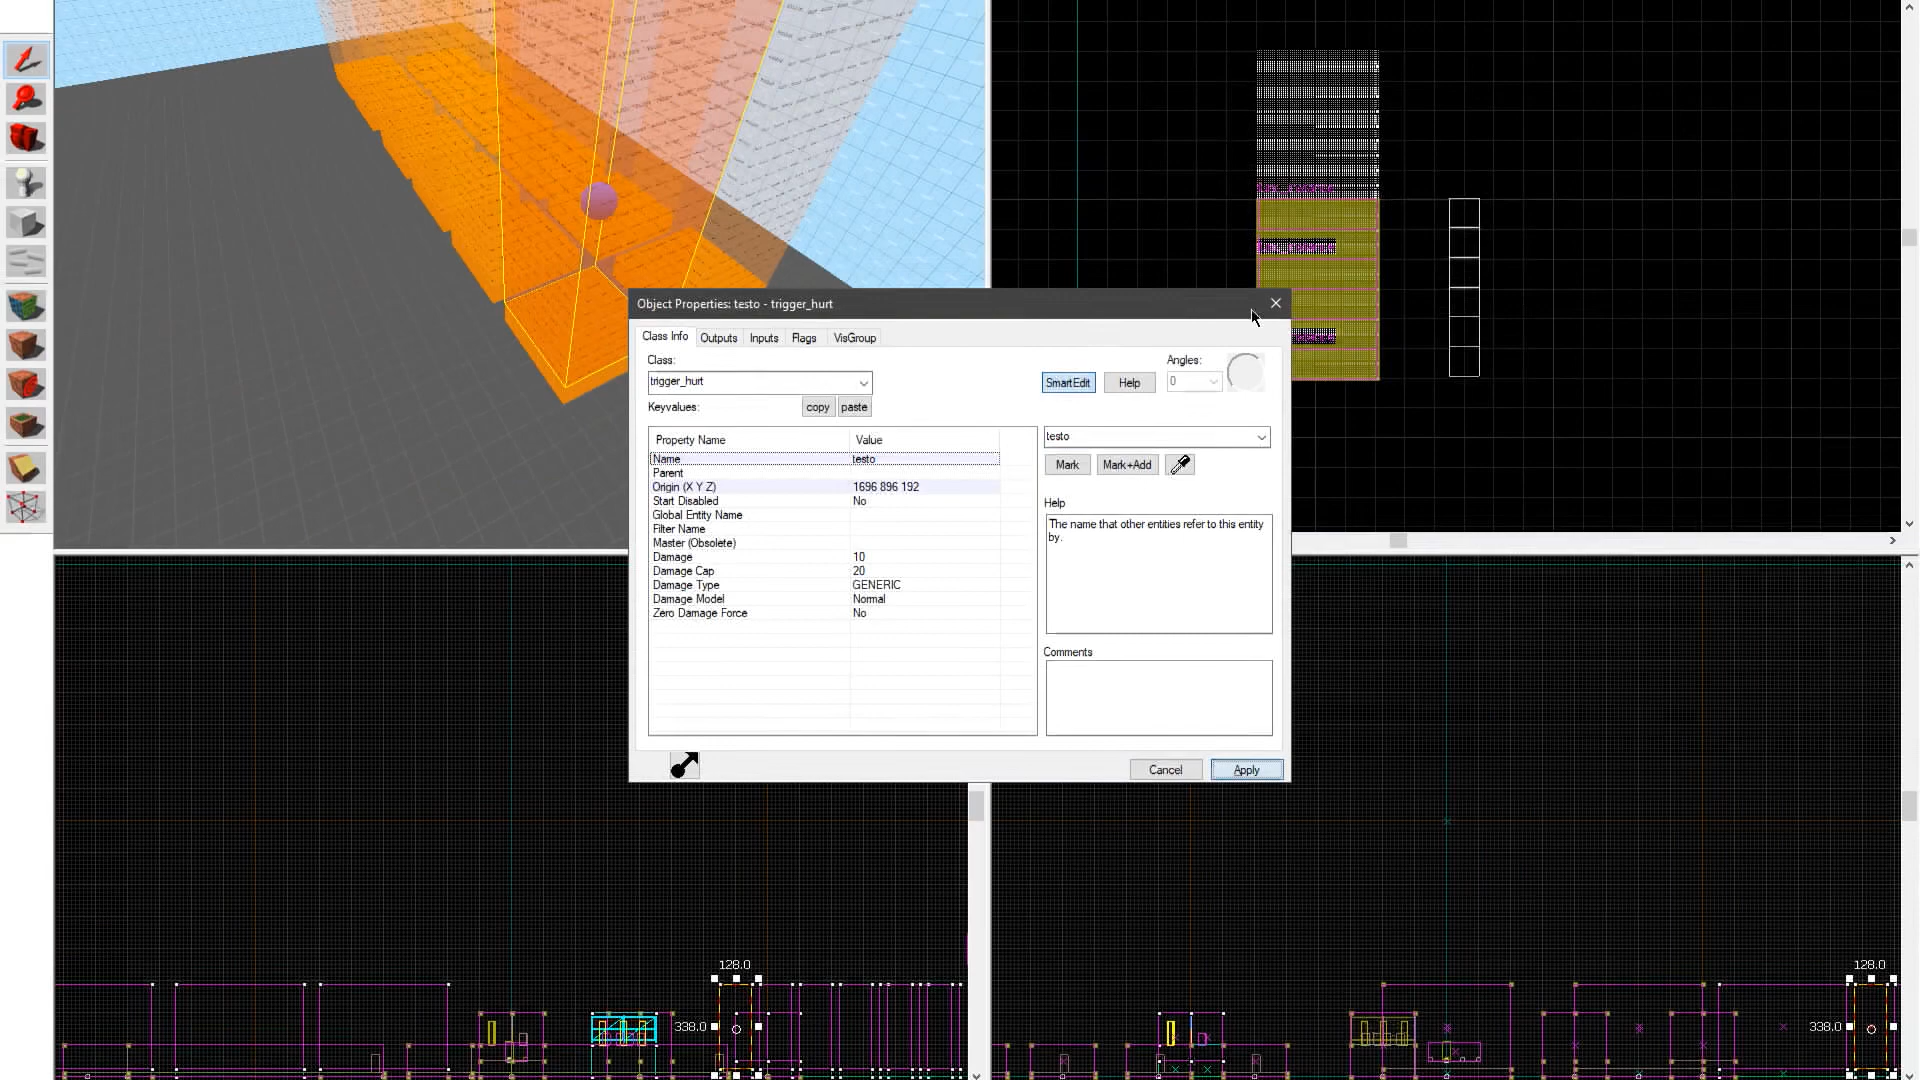 Object Properties: testo - trigger_hurt
Class Info
Outputs
Inputs
Flags
VisGroup
Class:
Angles:
trigger_hurt
SmartEdit
Help
0
Keyvalues:
copy
paste
Property Name
Value
testo
Name
testo
Parent
Mark
Mark+Add
Origin (X Y Z)
1696 896 192
Start Disabled
No
Help
Global Entity Name
The name that other entities refer to this entity
by.
Filter Name
Master (Obsolete)
Damage
10
Damage Cap
20
Damage Type
GENERIC
Damage Model
Normal
Zero Damage Force
No
Comments
Cancel
Apply
128.0
128.0
338.0
338.0